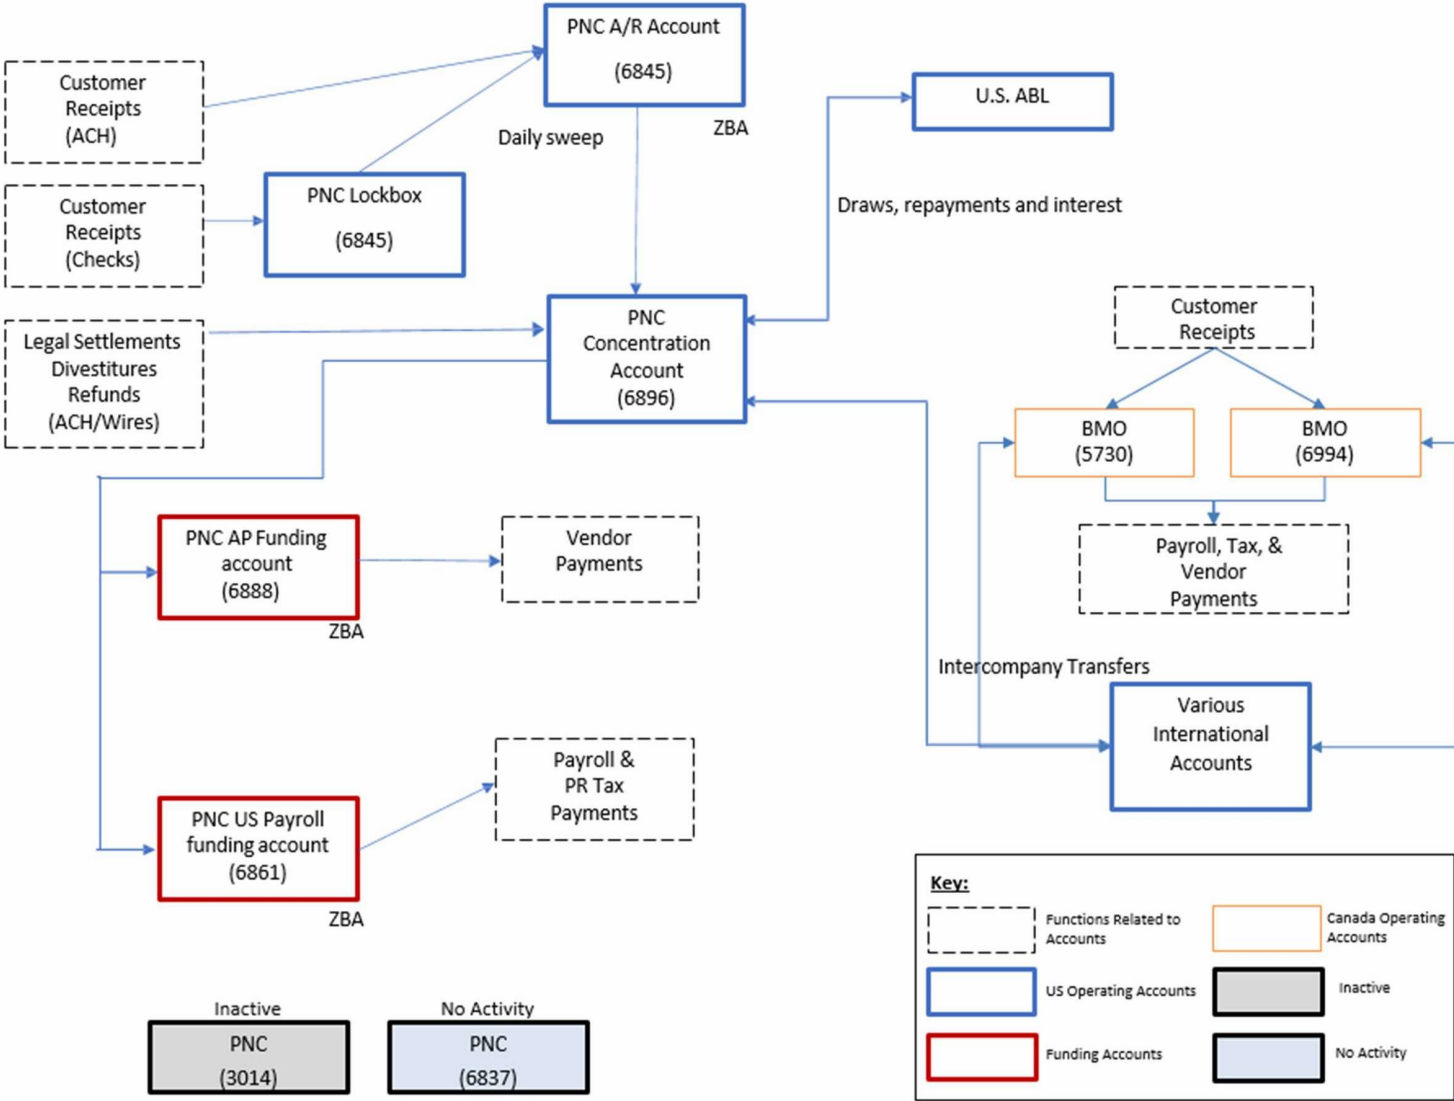 PNC A/R Account
(6845)
ZBA
Customer
Receipts
(ACH)
Daily sweep
U.S. ABL
Customer
Receipts
(Checks)
PNC Lockbox
(6845)
Draws, repayments and interest
Legal Settlements
Divestitures
Refunds
(ACH/Wires)
PNC
Concentration
Account
(6896)
Customer
Receipts
BMO
(5730)
BMO
(6994)
Payroll, Tax, &
Vendor
Payments
PNC AP Funding
account
(6888)
ZBA
Vendor
Payments
Intercompany Transfers
Various
International
Accounts
PNC US Payroll
funding account
(6861)
ZBA
Payroll &
PR Tax
Payments
Inactive
PNC
(3014)
No Activity
PNC
(6837)
Key:
Functions Related to
Accounts
Canada Operating
Accounts
US Operating Accounts
Inactive
Funding Accounts
No Activity